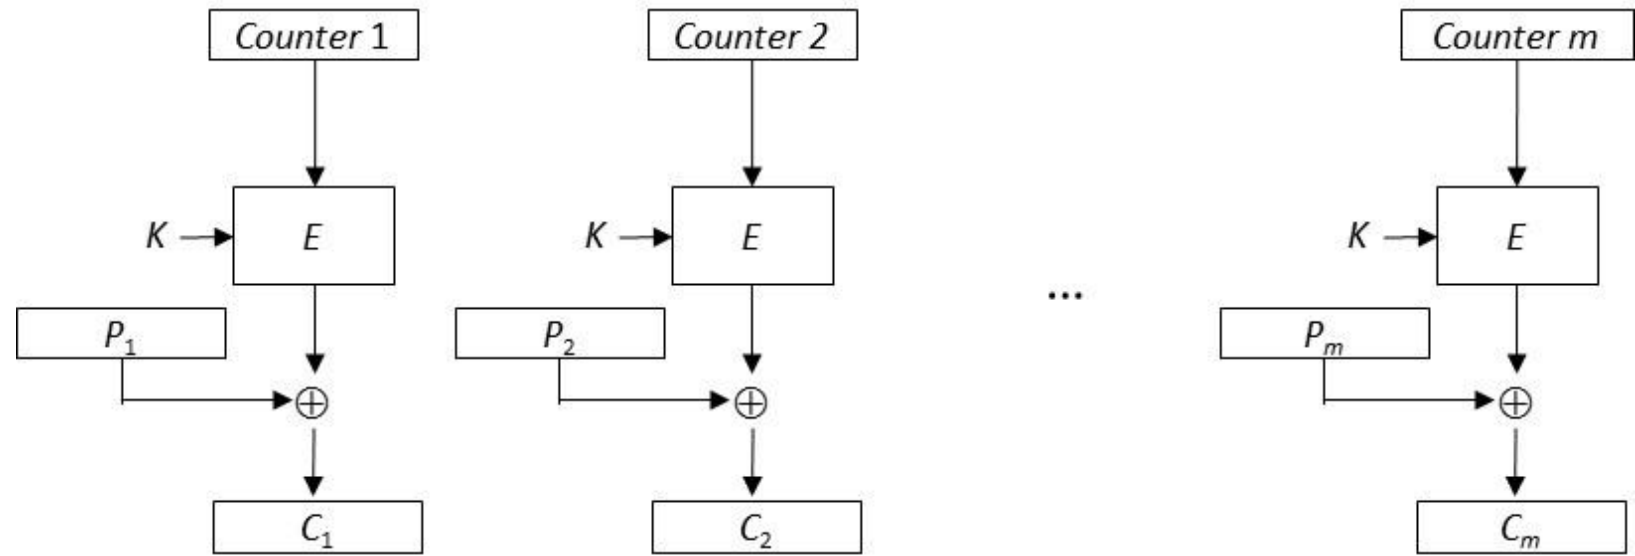 Counter 1 Counter 2 Counter m
K E K E K E
...
P1 P2 Pm
⊕ ⊕ ⊕
C1 C2 Cm